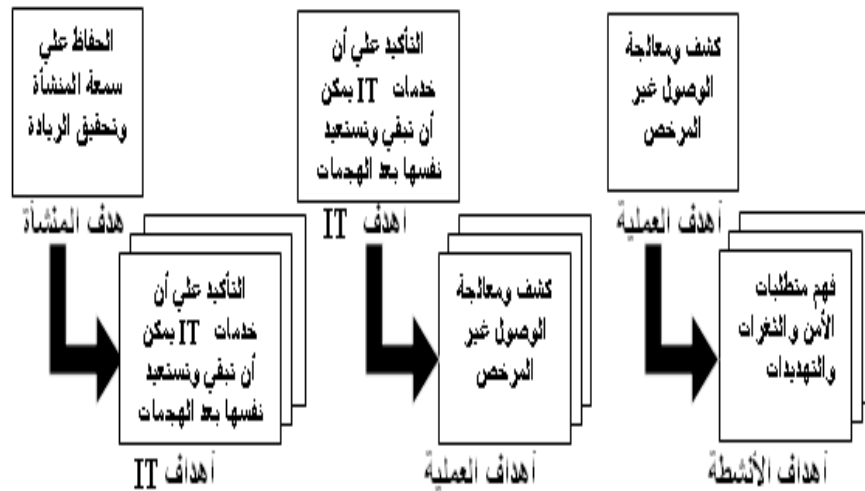 الحفاظ علي
سمعة المنشأة
وتحقيق الريادة
هدف المنشأة
التأكيد علي أن
خدمات IT يمكن
أن تبقي وتستعيد
نفسها بعد الهجمات
أهداف IT
التأكيد علي أن
خدمات IT يمكن
أن تبقي وتستعيد
نفسها بعد الهجمات
اهدف IT
كشف ومعالجة
الوصول غير
المرخص
أهداف العملية
كشف ومعالجة
الوصول غير
المرخص
أهدف العملية
فهم متطلبات
الأمن والثغرات
والتهديدات
أهداف الأنشطة